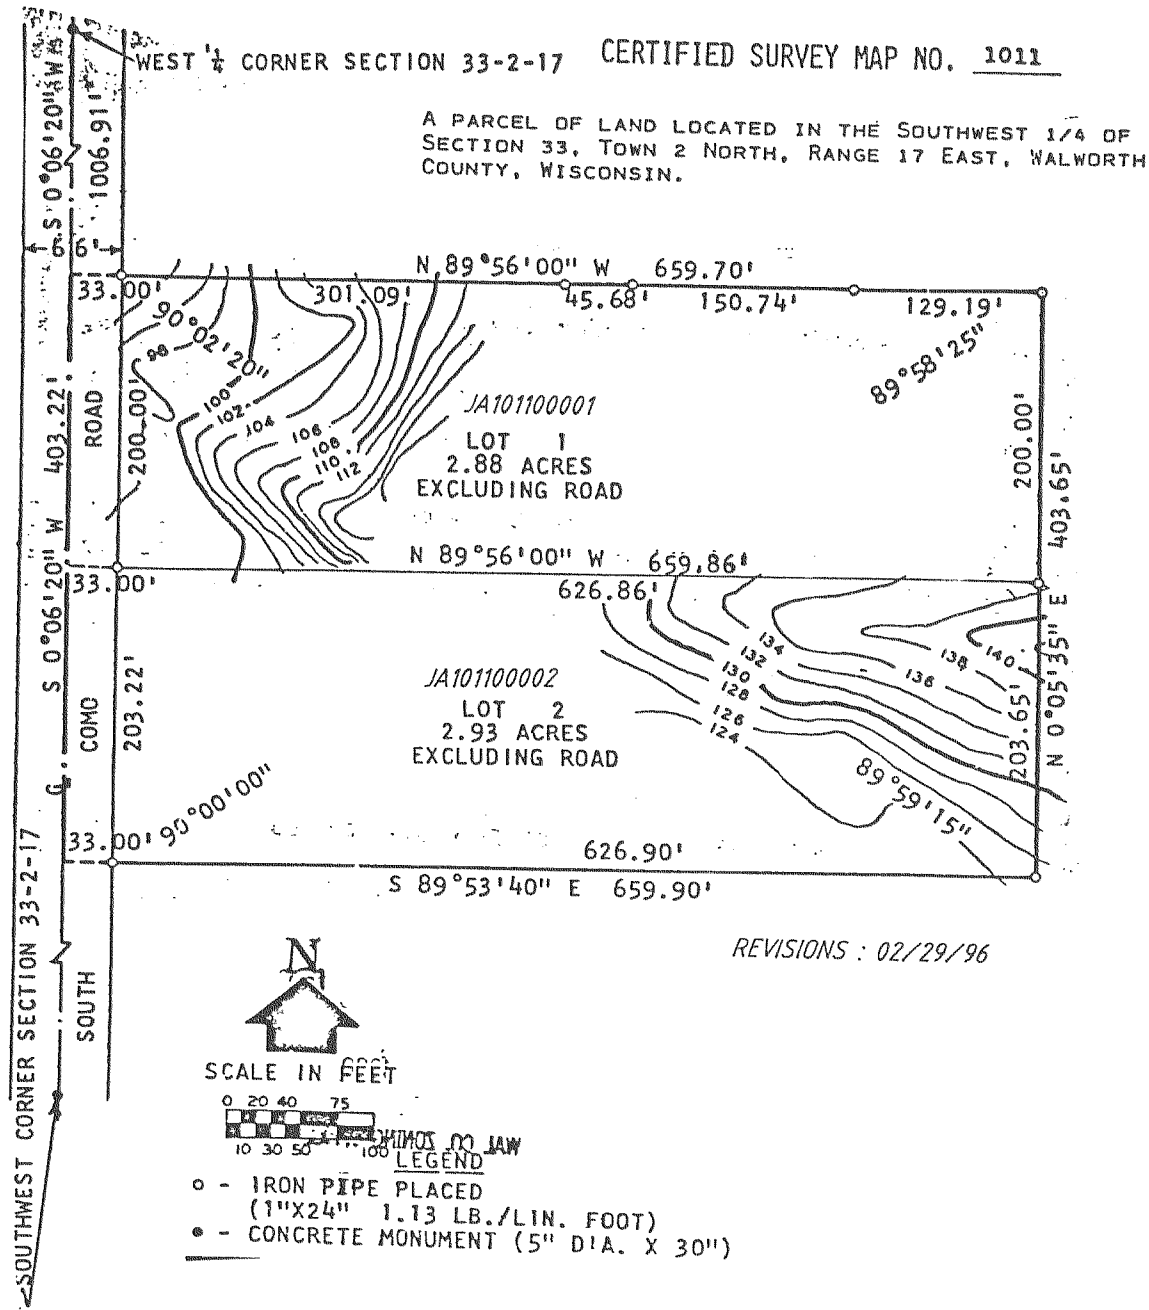 WEST 1/4 CORNER SECTION 33-2-17
CERTIFIED SURVEY MAP NO. 1011
A PARCEL OF LAND LOCATED IN THE SOUTHWEST 1/4 OF
SECTION 33, TOWN 2 NORTH, RANGE 17 EAST, WALWORTH
COUNTY, WISCONSIN.
S 0°06'20" W
1006.91'
66'
N 89°56'00" W 659.70'
33.00'
301.09'
45.68'
150.74'
129.19'
90°02'20"
89°58'25"
98
100
102
104
106
108
110
112
200.00'
200.00'
S 0°06'20" W 403.22'
403.65'
N 0°05'35" E
JA101100001
LOT 1
2.88 ACRES
EXCLUDING ROAD
N 89°56'00" W 659.86'
33.00'
626.86'
134
132
130
128
126
124
136
138
140
JA101100002
LOT 2
2.93 ACRES
EXCLUDING ROAD
203.22'
203.65'
SOUTH COMO ROAD
33.00'
90°00'00"
89°59'15"
626.90'
S 89°53'40" E 659.90'
REVISIONS : 02/29/96
N
SCALE IN FEET
0 20 40 75
10 30 50 100
WAL CO. ZONING
LEGEND
o - IRON PIPE PLACED
(1"X24" 1.13 LB./LIN. FOOT)
● - CONCRETE MONUMENT (5" DIA. X 30")
SOUTHWEST CORNER SECTION 33-2-17